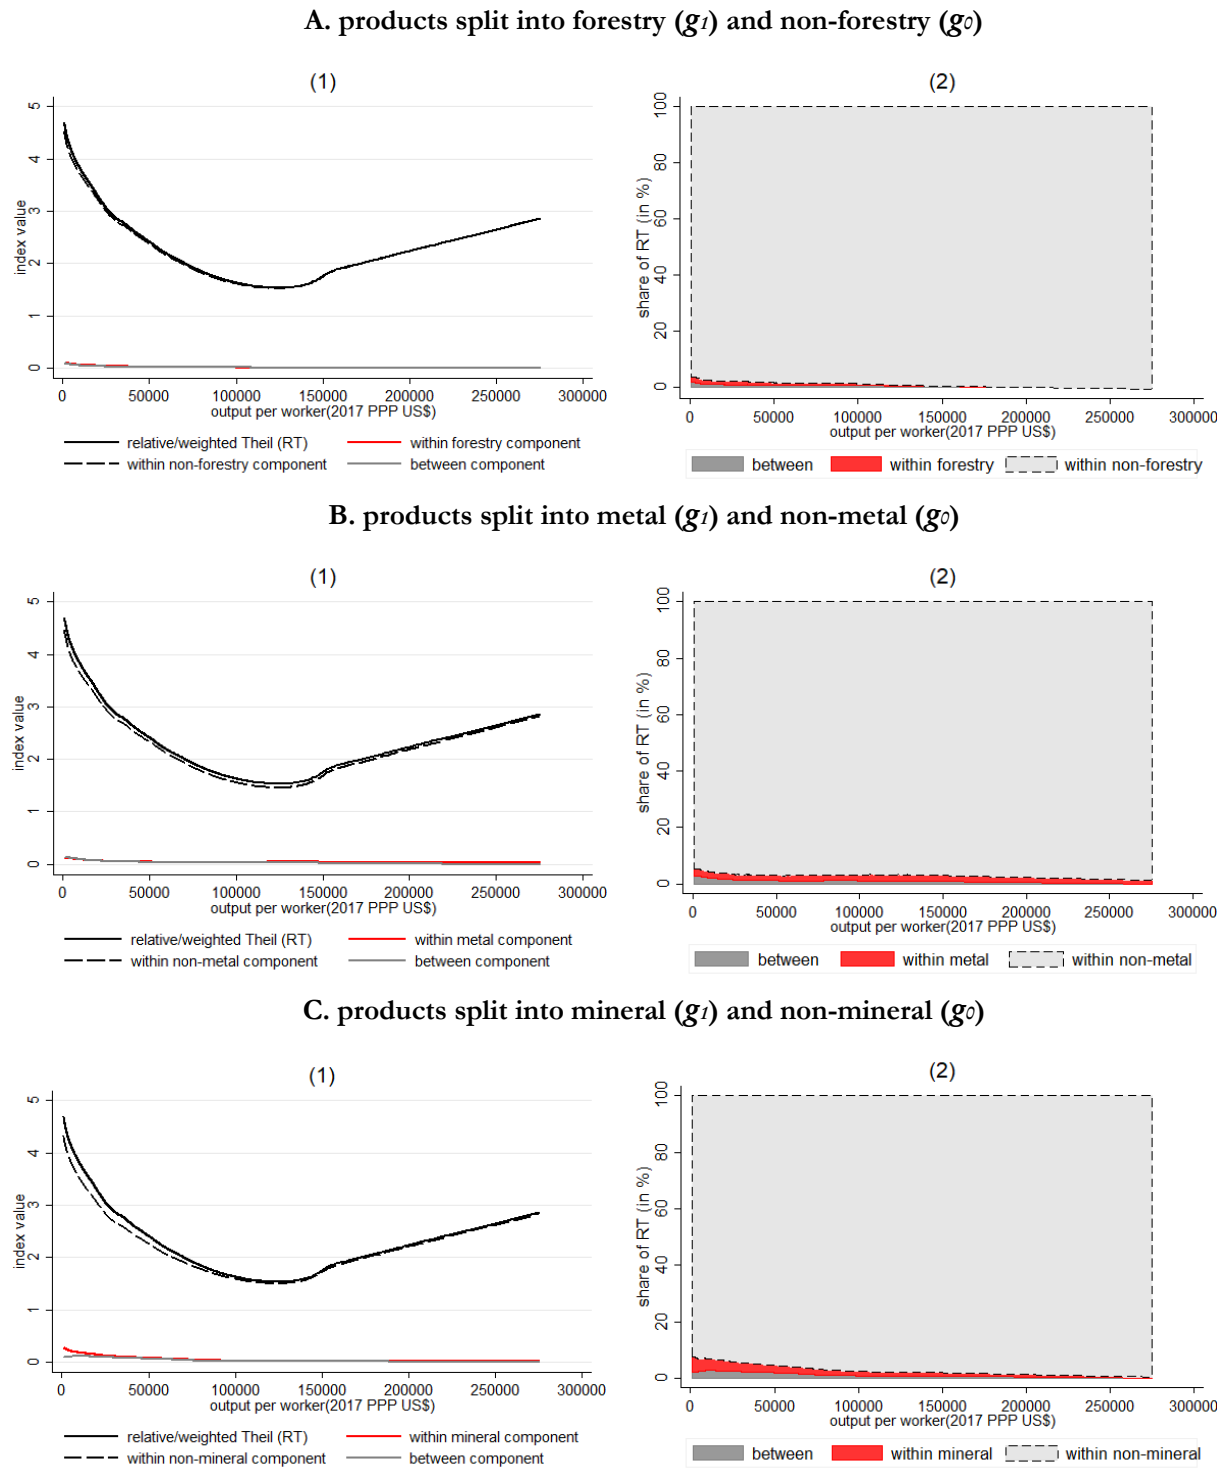 A. products split into forestry (g1) and non-forestry (g0)
(1)
index value
5
4
3
2
1
0
0 50000 100000 150000 200000 250000 300000
output per worker(2017 PPP US$)
relative/weighted Theil (RT)
within forestry component
within non-forestry component
between component
(2)
share of RT (in %)
100
80
60
40
20
0
0 50000 100000 150000 200000 250000 300000
output per worker(2017 PPP US$)
between within forestry within non-forestry
B. products split into metal (g1) and non-metal (g0)
(1)
index value
5
4
3
2
1
0
0 50000 100000 150000 200000 250000 300000
output per worker(2017 PPP US$)
relative/weighted Theil (RT)
within metal component
within non-metal component
between component
(2)
share of RT (in %)
100
80
60
40
20
0
0 50000 100000 150000 200000 250000 300000
output per worker(2017 PPP US$)
between within metal within non-metal
C. products split into mineral (g1) and non-mineral (g0)
(1)
index value
5
4
3
2
1
0
0 50000 100000 150000 200000 250000 300000
output per worker(2017 PPP US$)
relative/weighted Theil (RT)
within mineral component
within non-mineral component
between component
(2)
share of RT (in %)
100
80
60
40
20
0
0 50000 100000 150000 200000 250000 300000
output per worker(2017 PPP US$)
between within mineral within non-mineral